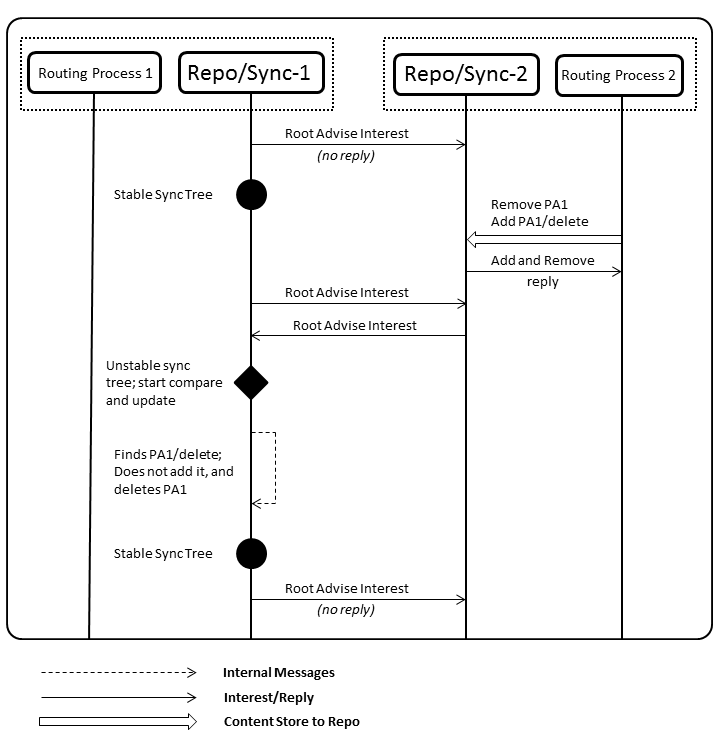 Routing Process 1
Repo/Sync-1
Repo/Sync-2
Routing Process 2
Root Advise Interest
(no reply)
Stable Sync Tree
Remove PA1
Add PA1/delete
Add and Remove
reply
Root Advise Interest
Root Advise Interest
Unstable sync
tree; start compare
and update
Finds PA1/delete;
Does not add it, and
deletes PA1
Stable Sync Tree
Root Advise Interest
(no reply)
Internal Messages
Interest/Reply
Content Store to Repo